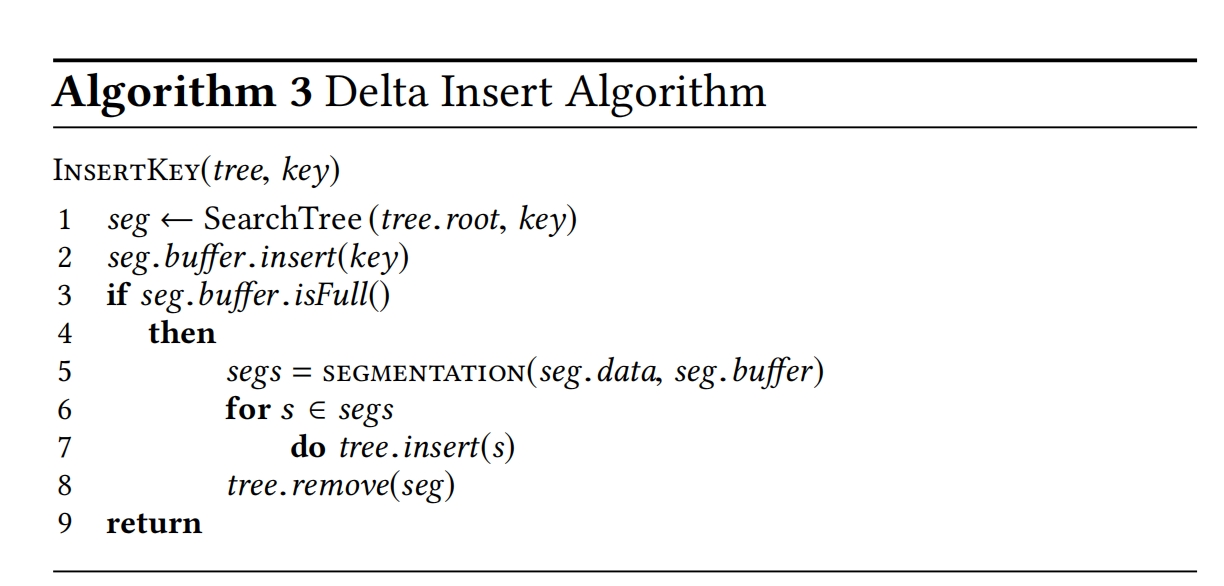 Algorithm 3 Delta Insert Algorithm
InsertKey(tree, key)
1 seg ← SearchTree(tree.root, key)
2 seg.buffer.insert(key)
3 if seg.buffer.isFull()
4 then
5 segs = segmentation(seg.data, seg.buffer)
6 for s ∈ segs
7 do tree.insert(s)
8 tree.remove(seg)
9 return